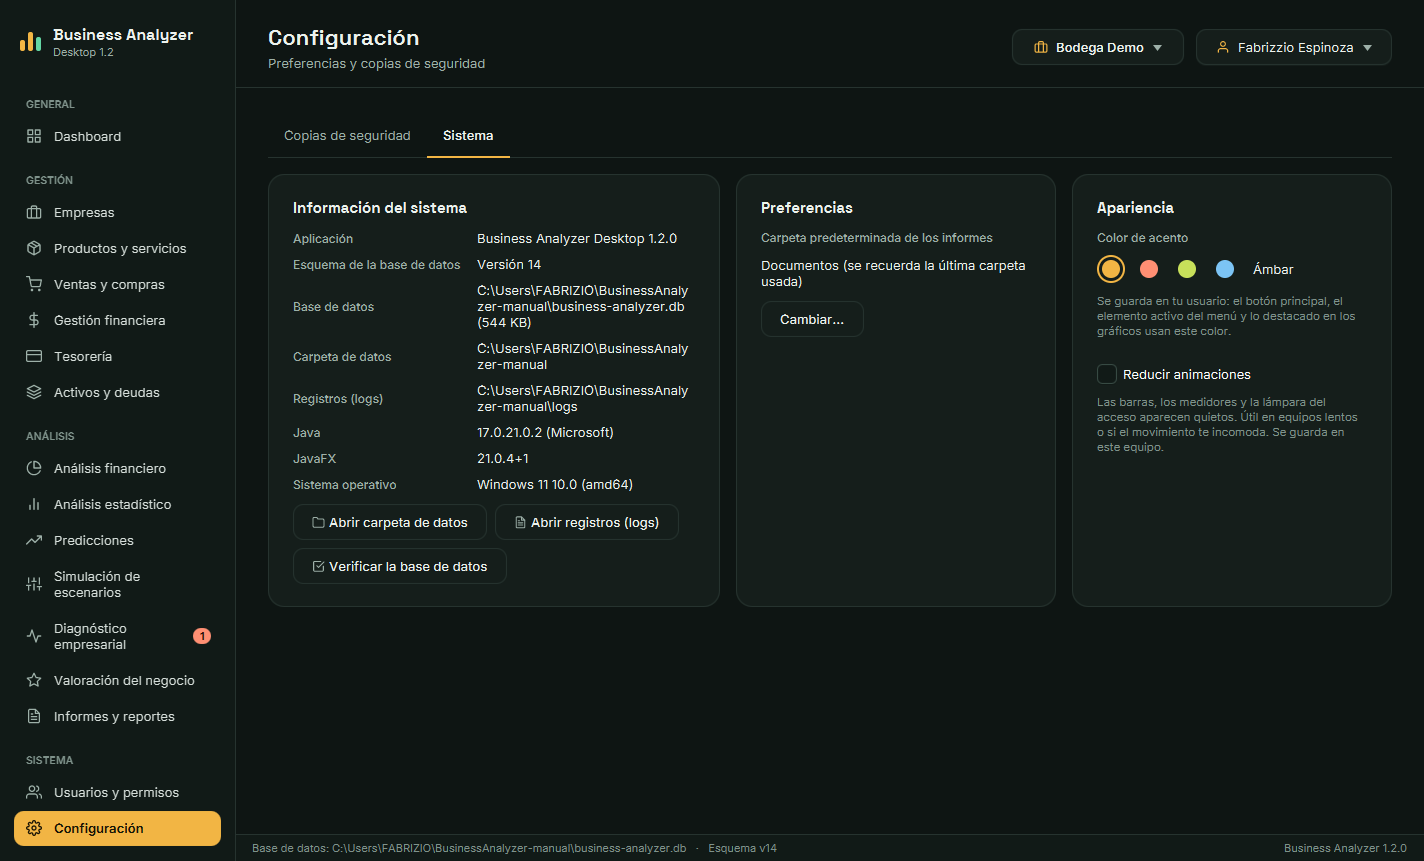 Business Analyzer
Desktop 1.2
GENERAL
Dashboard
GESTIÓN
Empresas
Productos y servicios
Ventas y compras
Gestión financiera
Tesorería
Activos y deudas
ANÁLISIS
Análisis financiero
Análisis estadístico
Predicciones
Simulación de
escenarios
Diagnóstico
empresarial
1
Valoración del negocio
Informes y reportes
SISTEMA
Usuarios y permisos
Configuración
Configuración
Preferencias y copias de seguridad
Bodega Demo
Fabrizzio Espinoza
Copias de seguridad
Sistema
Información del sistema
Aplicación
Business Analyzer Desktop 1.2.0
Esquema de la base de datos
Versión 14
Base de datos
C:\Users\FABRIZIO\BusinessAnaly
zer-manual\business-analyzer.db
(544 KB)
Carpeta de datos
C:\Users\FABRIZIO\BusinessAnaly
zer-manual
Registros (logs)
C:\Users\FABRIZIO\BusinessAnaly
zer-manual\logs
Java
17.0.21.0.2 (Microsoft)
JavaFX
21.0.4+1
Sistema operativo
Windows 11 10.0 (amd64)
Abrir carpeta de datos
Abrir registros (logs)
Verificar la base de datos
Preferencias
Carpeta predeterminada de los informes
Documentos (se recuerda la última carpeta
usada)
Cambiar...
Apariencia
Color de acento
Ámbar
Se guarda en tu usuario: el botón principal, el
elemento activo del menú y lo destacado en los
gráficos usan este color.
Reducir animaciones
Las barras, los medidores y la lámpara del
acceso aparecen quietos. Útil en equipos lentos
o si el movimiento te incomoda. Se guarda en
este equipo.
Base de datos: C:\Users\FABRIZIO\BusinessAnalyzer-manual\business-analyzer.db · Esquema v14
Business Analyzer 1.2.0